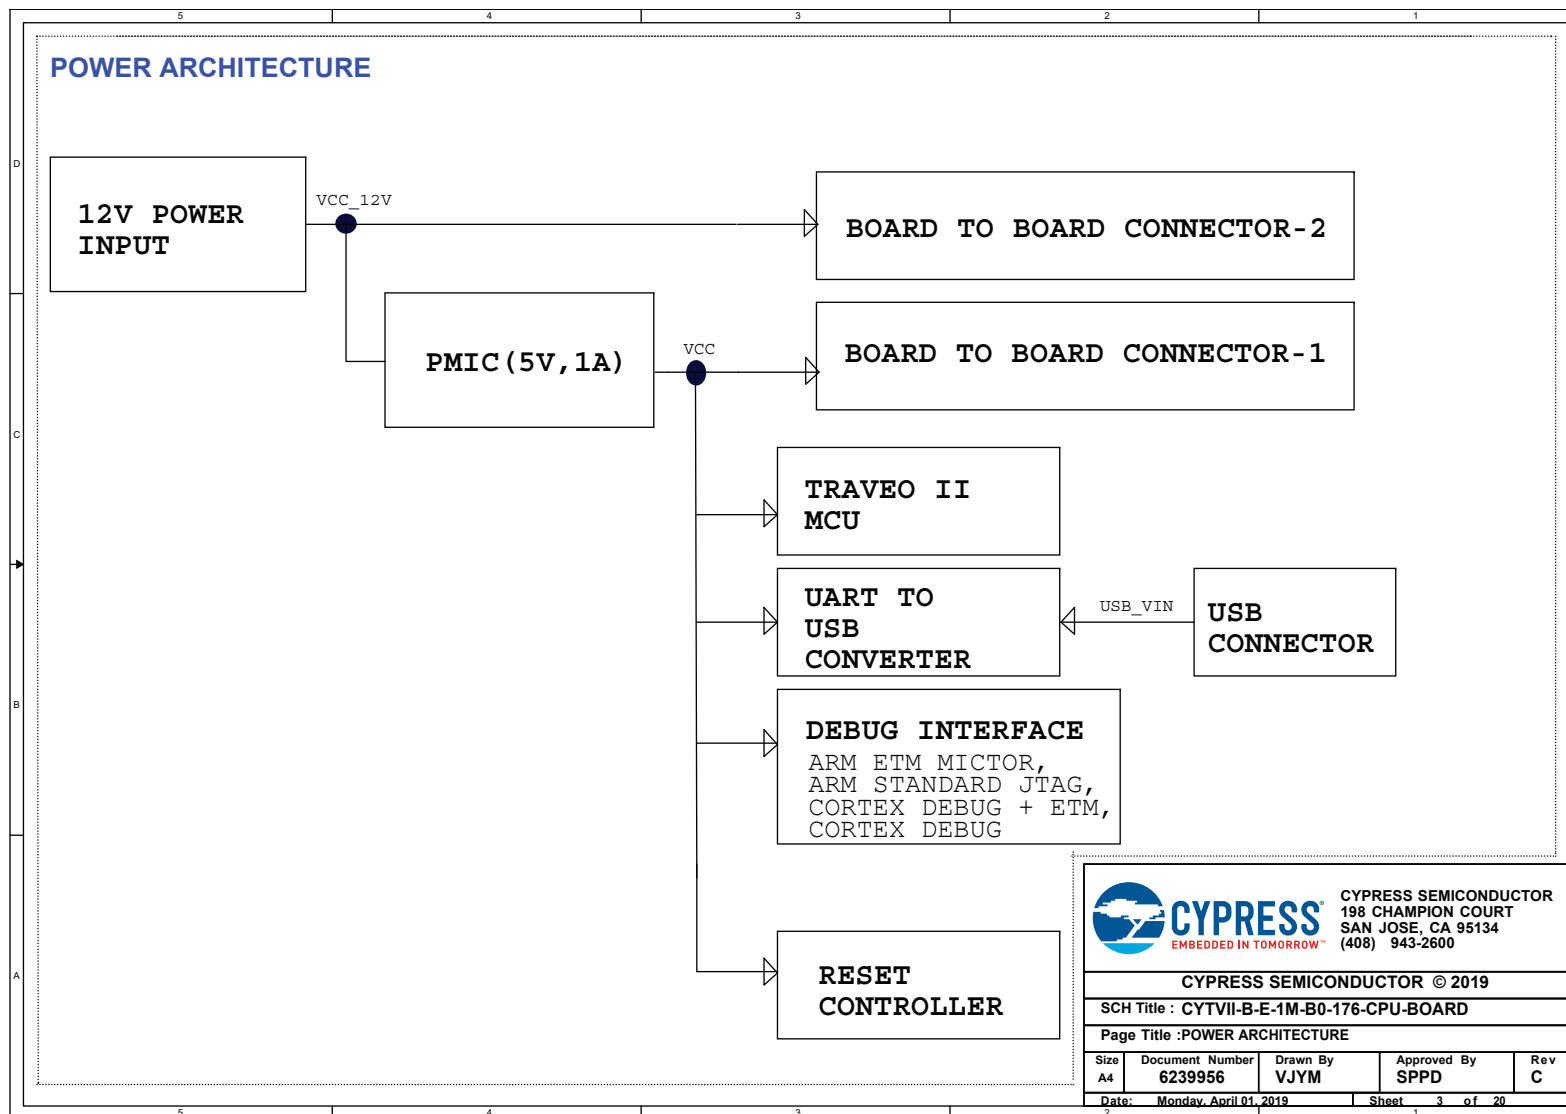 5 4 3 2 1
POWER ARCHITECTURE
D
12V POWER
INPUT
VCC_12V
BOARD TO BOARD CONNECTOR-2
PMIC(5V,1A)
VCC
BOARD TO BOARD CONNECTOR-1
C
TRAVEO II
MCU
UART TO
USB
CONVERTER
USB_VIN
USB
CONNECTOR
B
DEBUG INTERFACE
ARM ETM MICTOR,
ARM STANDARD JTAG,
CORTEX DEBUG + ETM,
CORTEX DEBUG
A
RESET
CONTROLLER
CYPRESS®
EMBEDDED IN TOMORROW™
CYPRESS SEMICONDUCTOR
198 CHAMPION COURT
SAN JOSE, CA 95134
(408) 943-2600
CYPRESS SEMICONDUCTOR © 2019
SCH Title : CYTVII-B-E-1M-B0-176-CPU-BOARD
Page Title :POWER ARCHITECTURE
Size Document Number Drawn By Approved By Rev
A4 6239956 VJYM SPPD C
Date: Monday, April 01, 2019 Sheet 3 of 20
5 4 3 2 1